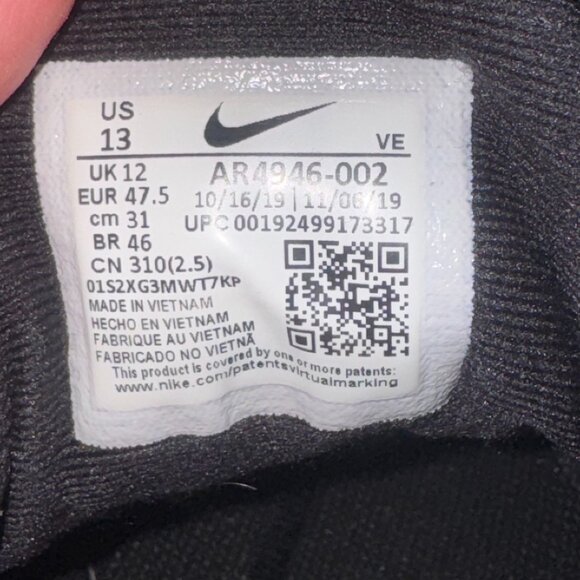 US
13
VE
UK 12
AR4946-002
EUR 47.5
10/16/19 | 11/06/19
cm 31
UPC 00192499173317
BR 46
CN 310(2.5)
01S2XG3MWT7KP
MADE IN VIETNAM
HECHO EN VIETNAM
FABRIQUE AU VIETNAM
FABRICADO NO VIETNÃ
This product is covered by one or more patents:
www.nike.com/patentsvirtualmarking